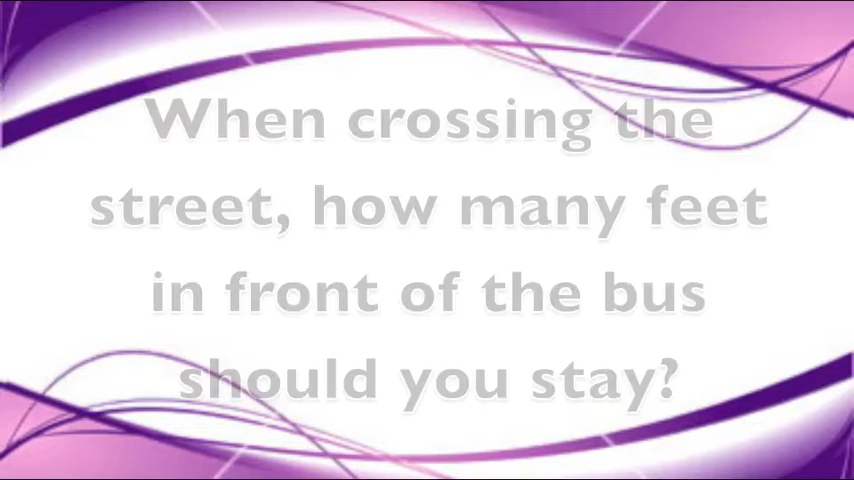 When crossing the
street, how many feet
in front of the bus
should you stay?